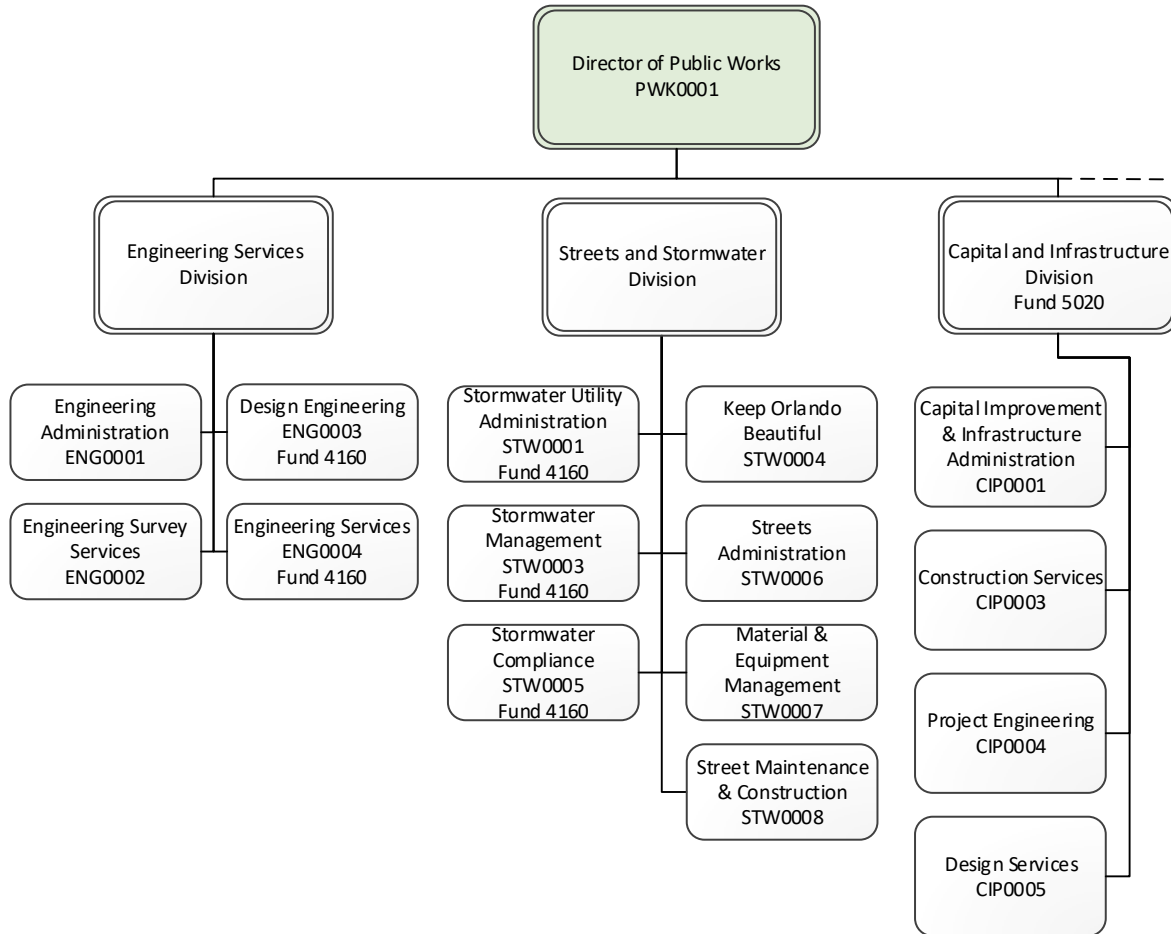 Director of Public Works
PWK0001
Engineering Services
Division
Streets and Stormwater
Division
Capital and Infrastructure
Division
Fund 5020
Engineering
Administration
ENG0001
Design Engineering
ENG0003
Fund 4160
Engineering Survey
Services
ENG0002
Engineering Services
ENG0004
Fund 4160
Stormwater Utility
Administration
STW0001
Fund 4160
Keep Orlando
Beautiful
STW0004
Stormwater
Management
STW0003
Fund 4160
Streets
Administration
STW0006
Stormwater
Compliance
STW0005
Fund 4160
Material &
Equipment
Management
STW0007
Street Maintenance
& Construction
STW0008
Capital Improvement
& Infrastructure
Administration
CIP0001
Construction Services
CIP0003
Project Engineering
CIP0004
Design Services
CIP0005